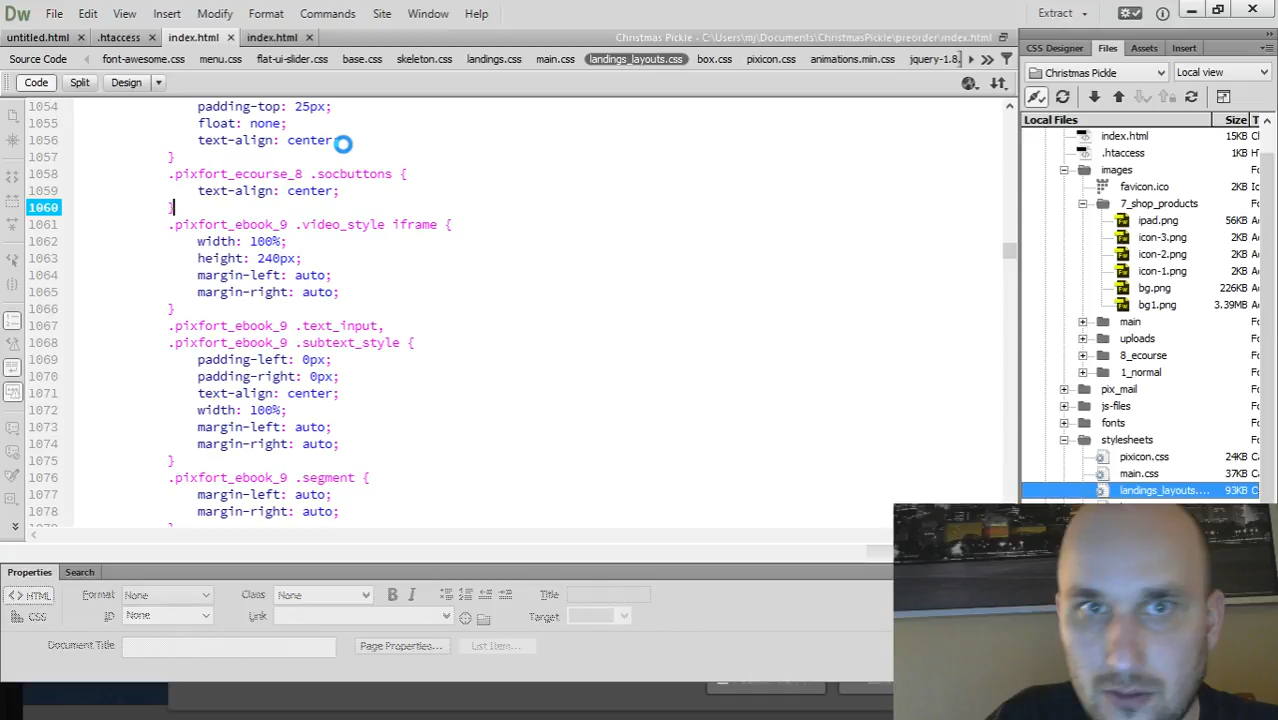 Dw File Edit View Insert Modify Format Commands Site Window Help Extract
untitled.html × .htaccess × index.html × index.html × Christmas Pickle - C:\Users\mj\Documents\ChristmasPickle\preorder\index.html
Source Code font-awesome.css menu.css flat-ui-slider.css base.css skeleton.css landings.css main.css landings_layouts.css box.css pixicon.css animations.min.css jquery-1.8.
Code Split Design
CSS Designer Files Assets Insert
Christmas Pickle Local view
Local Files Size T
1054 padding-top: 25px;
1055 float: none;
1056 text-align: center
1057 }
1058 .pixfort_ecourse_8 .socbuttons {
1059 text-align: center;
1060 }
1061 .pixfort_ebook_9 .video_style iframe {
1062 width: 100%;
1063 height: 240px;
1064 margin-left: auto;
1065 margin-right: auto;
1066 }
1067 .pixfort_ebook_9 .text_input,
1068 .pixfort_ebook_9 .subtext_style {
1069 padding-left: 0px;
1070 padding-right: 0px;
1071 text-align: center;
1072 width: 100%;
1073 margin-left: auto;
1074 margin-right: auto;
1075 }
1076 .pixfort_ebook_9 .segment {
1077 margin-left: auto;
1078 margin-right: auto;
index.html 15KB
.htaccess 1KB
images Fo
favicon.ico
7_shop_products Fo
ipad.png 56KB
icon-3.png 2KB
icon-2.png 2KB
icon-1.png 2KB
bg.png 226KB
bg1.png 3.39MB
main Fo
uploads Fo
8_ecourse Fo
1_normal Fo
pix_mail Fo
js-files Fo
fonts Fo
stylesheets Fo
pixicon.css 24KB
main.css 37KB
landings_layouts.... 93KB
Properties Search
<> HTML Format None Class None B I Title
CSS ID None Link Target
Document Title Page Properties... List Item...